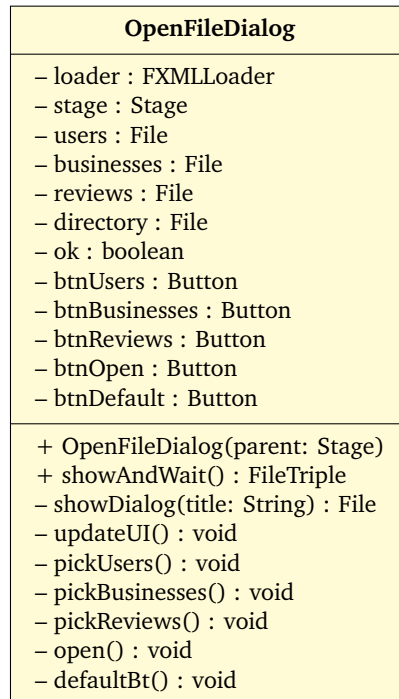 OpenFileDialog
– loader : FXMLLoader
– stage : Stage
– users : File
– businesses : File
– reviews : File
– directory : File
– ok : boolean
– btnUsers : Button
– btnBusinesses : Button
– btnReviews : Button
– btnOpen : Button
– btnDefault : Button
+ OpenFileDialog(parent: Stage)
+ showAndWait() : FileTriple
– showDialog(title: String) : File
– updateUI() : void
– pickUsers() : void
– pickBusinesses() : void
– pickReviews() : void
– open() : void
– defaultBt() : void